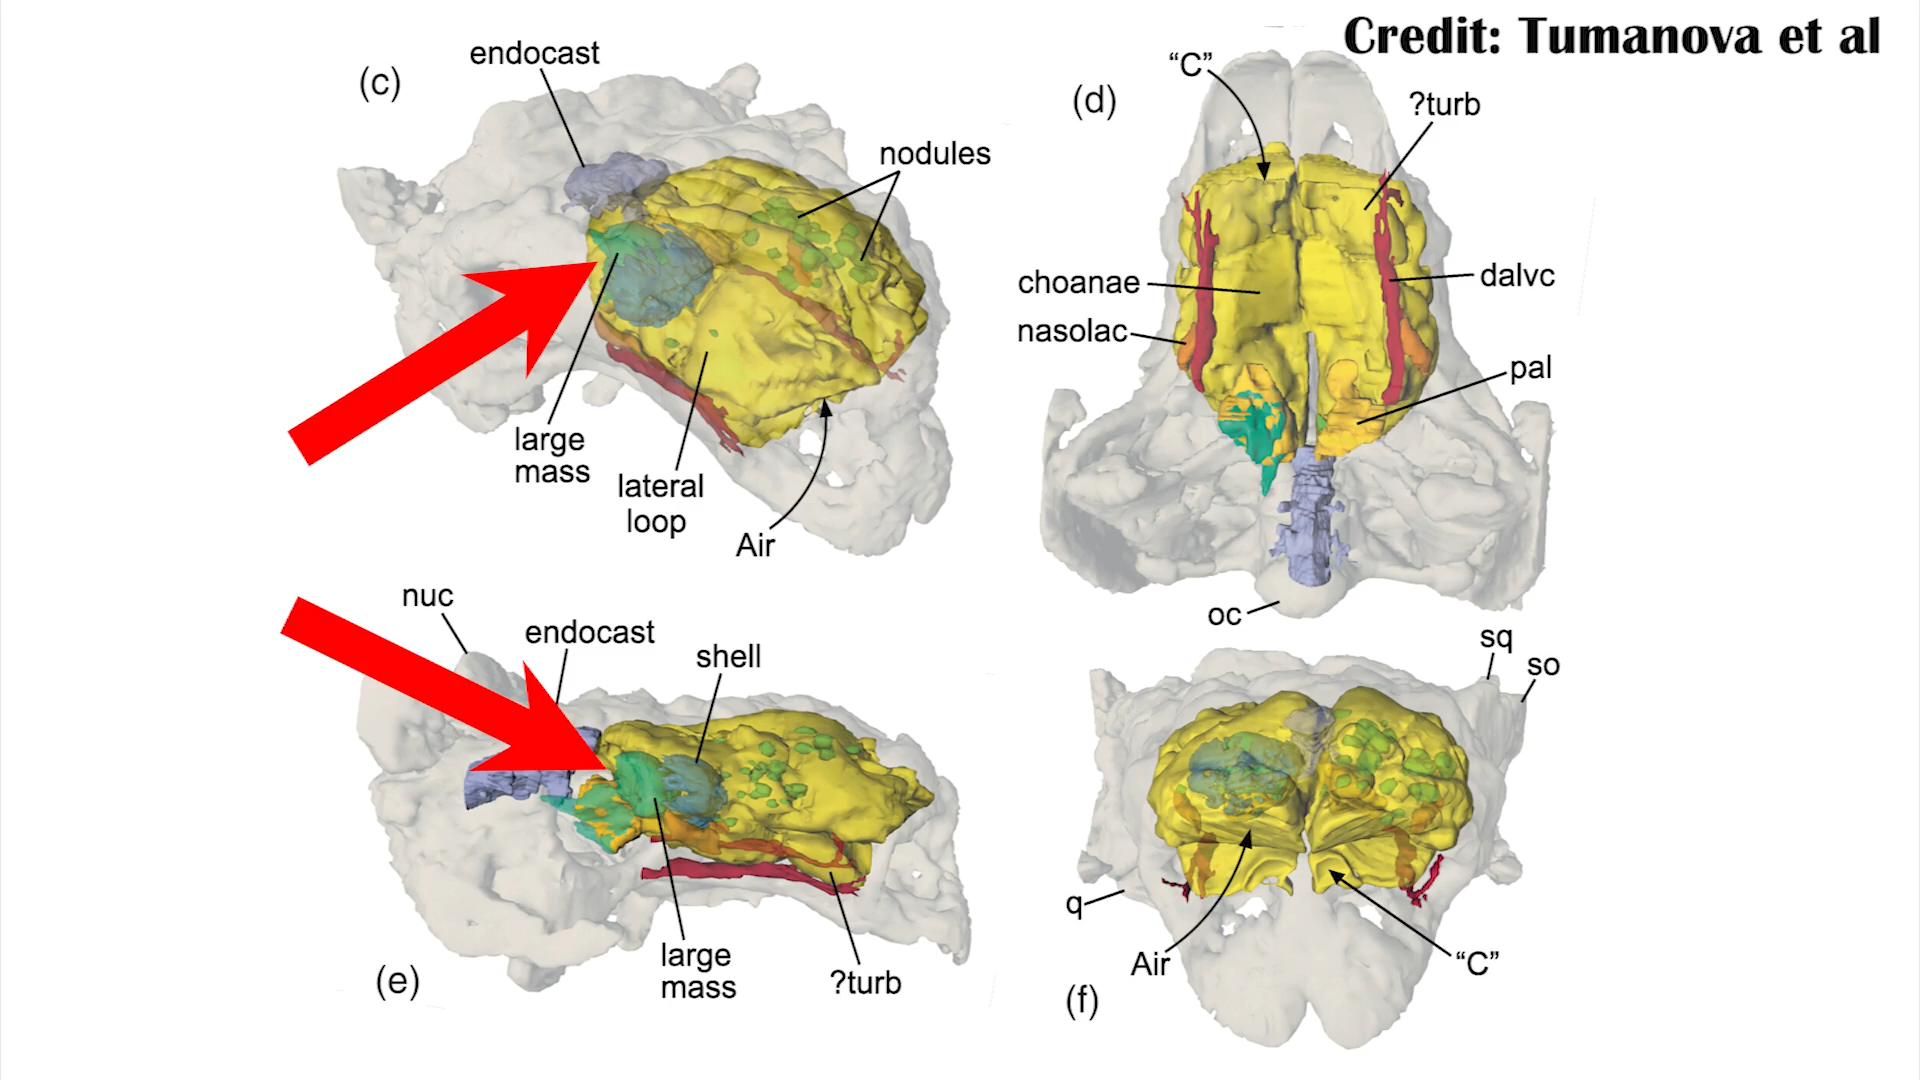 Credit: Tumanova et al
(c)
endocast
nodules
large
mass
lateral
loop
Air
(d)
“C”
?turb
choanae
nasolac
dalvc
pal
oc
(e)
nuc
endocast
shell
large
mass
?turb
(f)
sq
so
q
Air
“C”